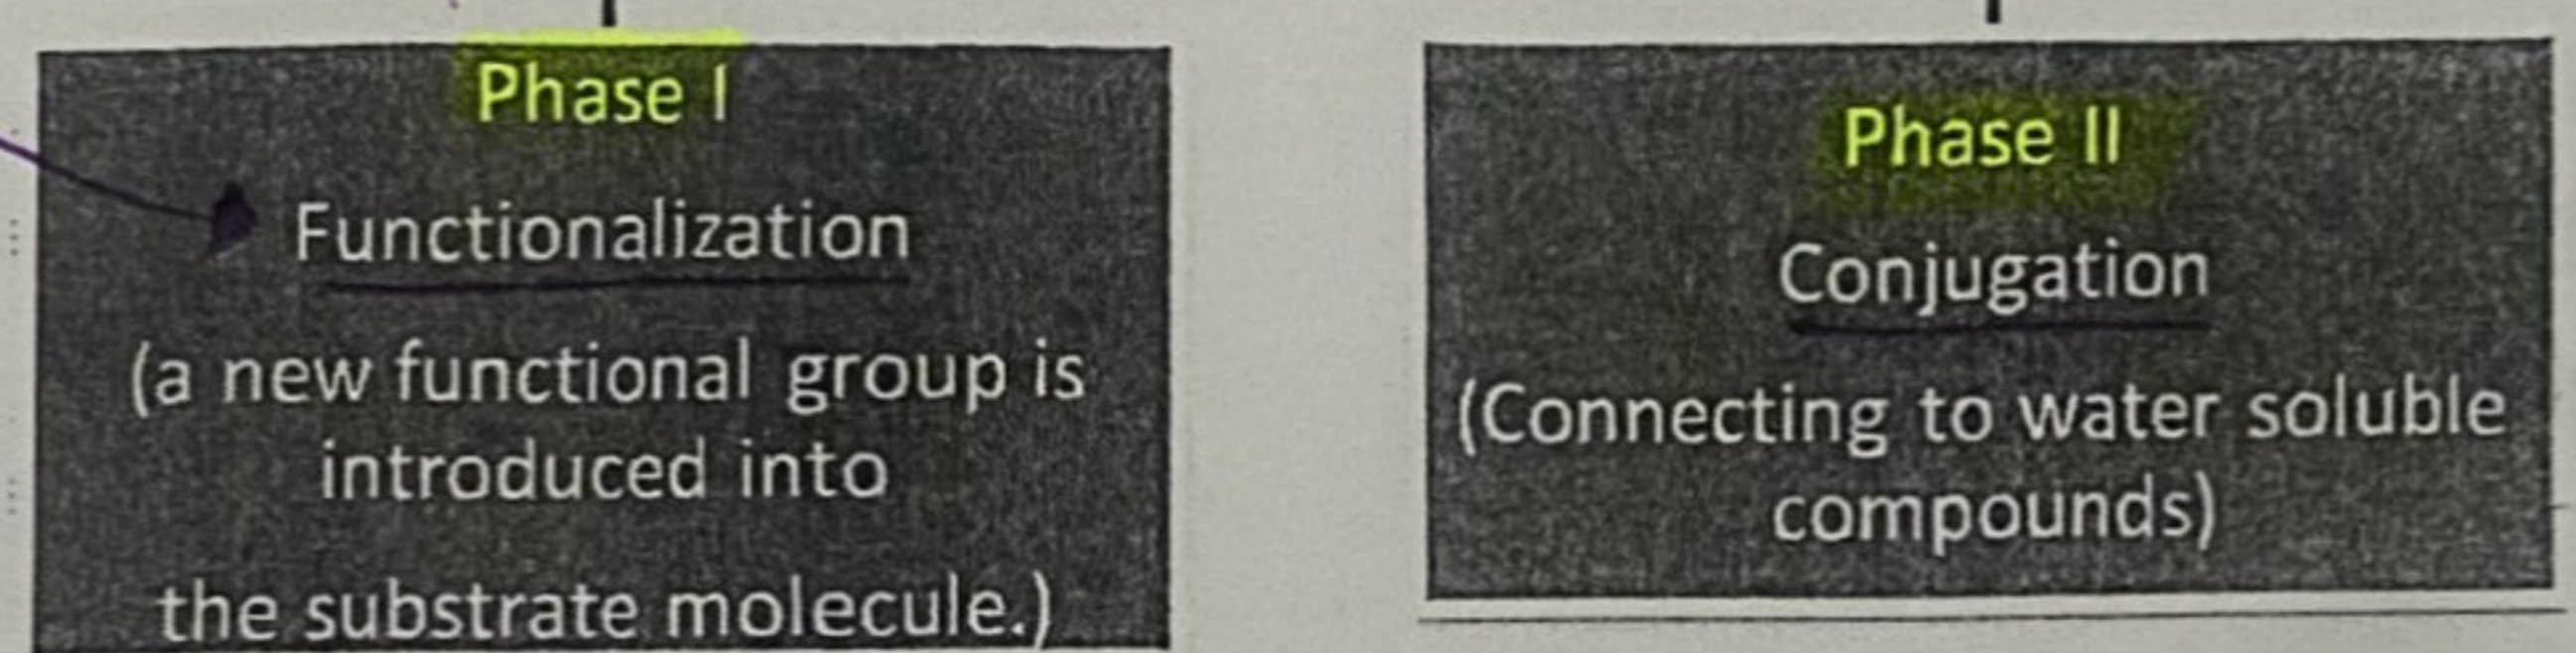 Phase I
Functionalization
(a new functional group is
introduced into
the substrate molecule.)
Phase II
Conjugation
(Connecting to water soluble
compounds)